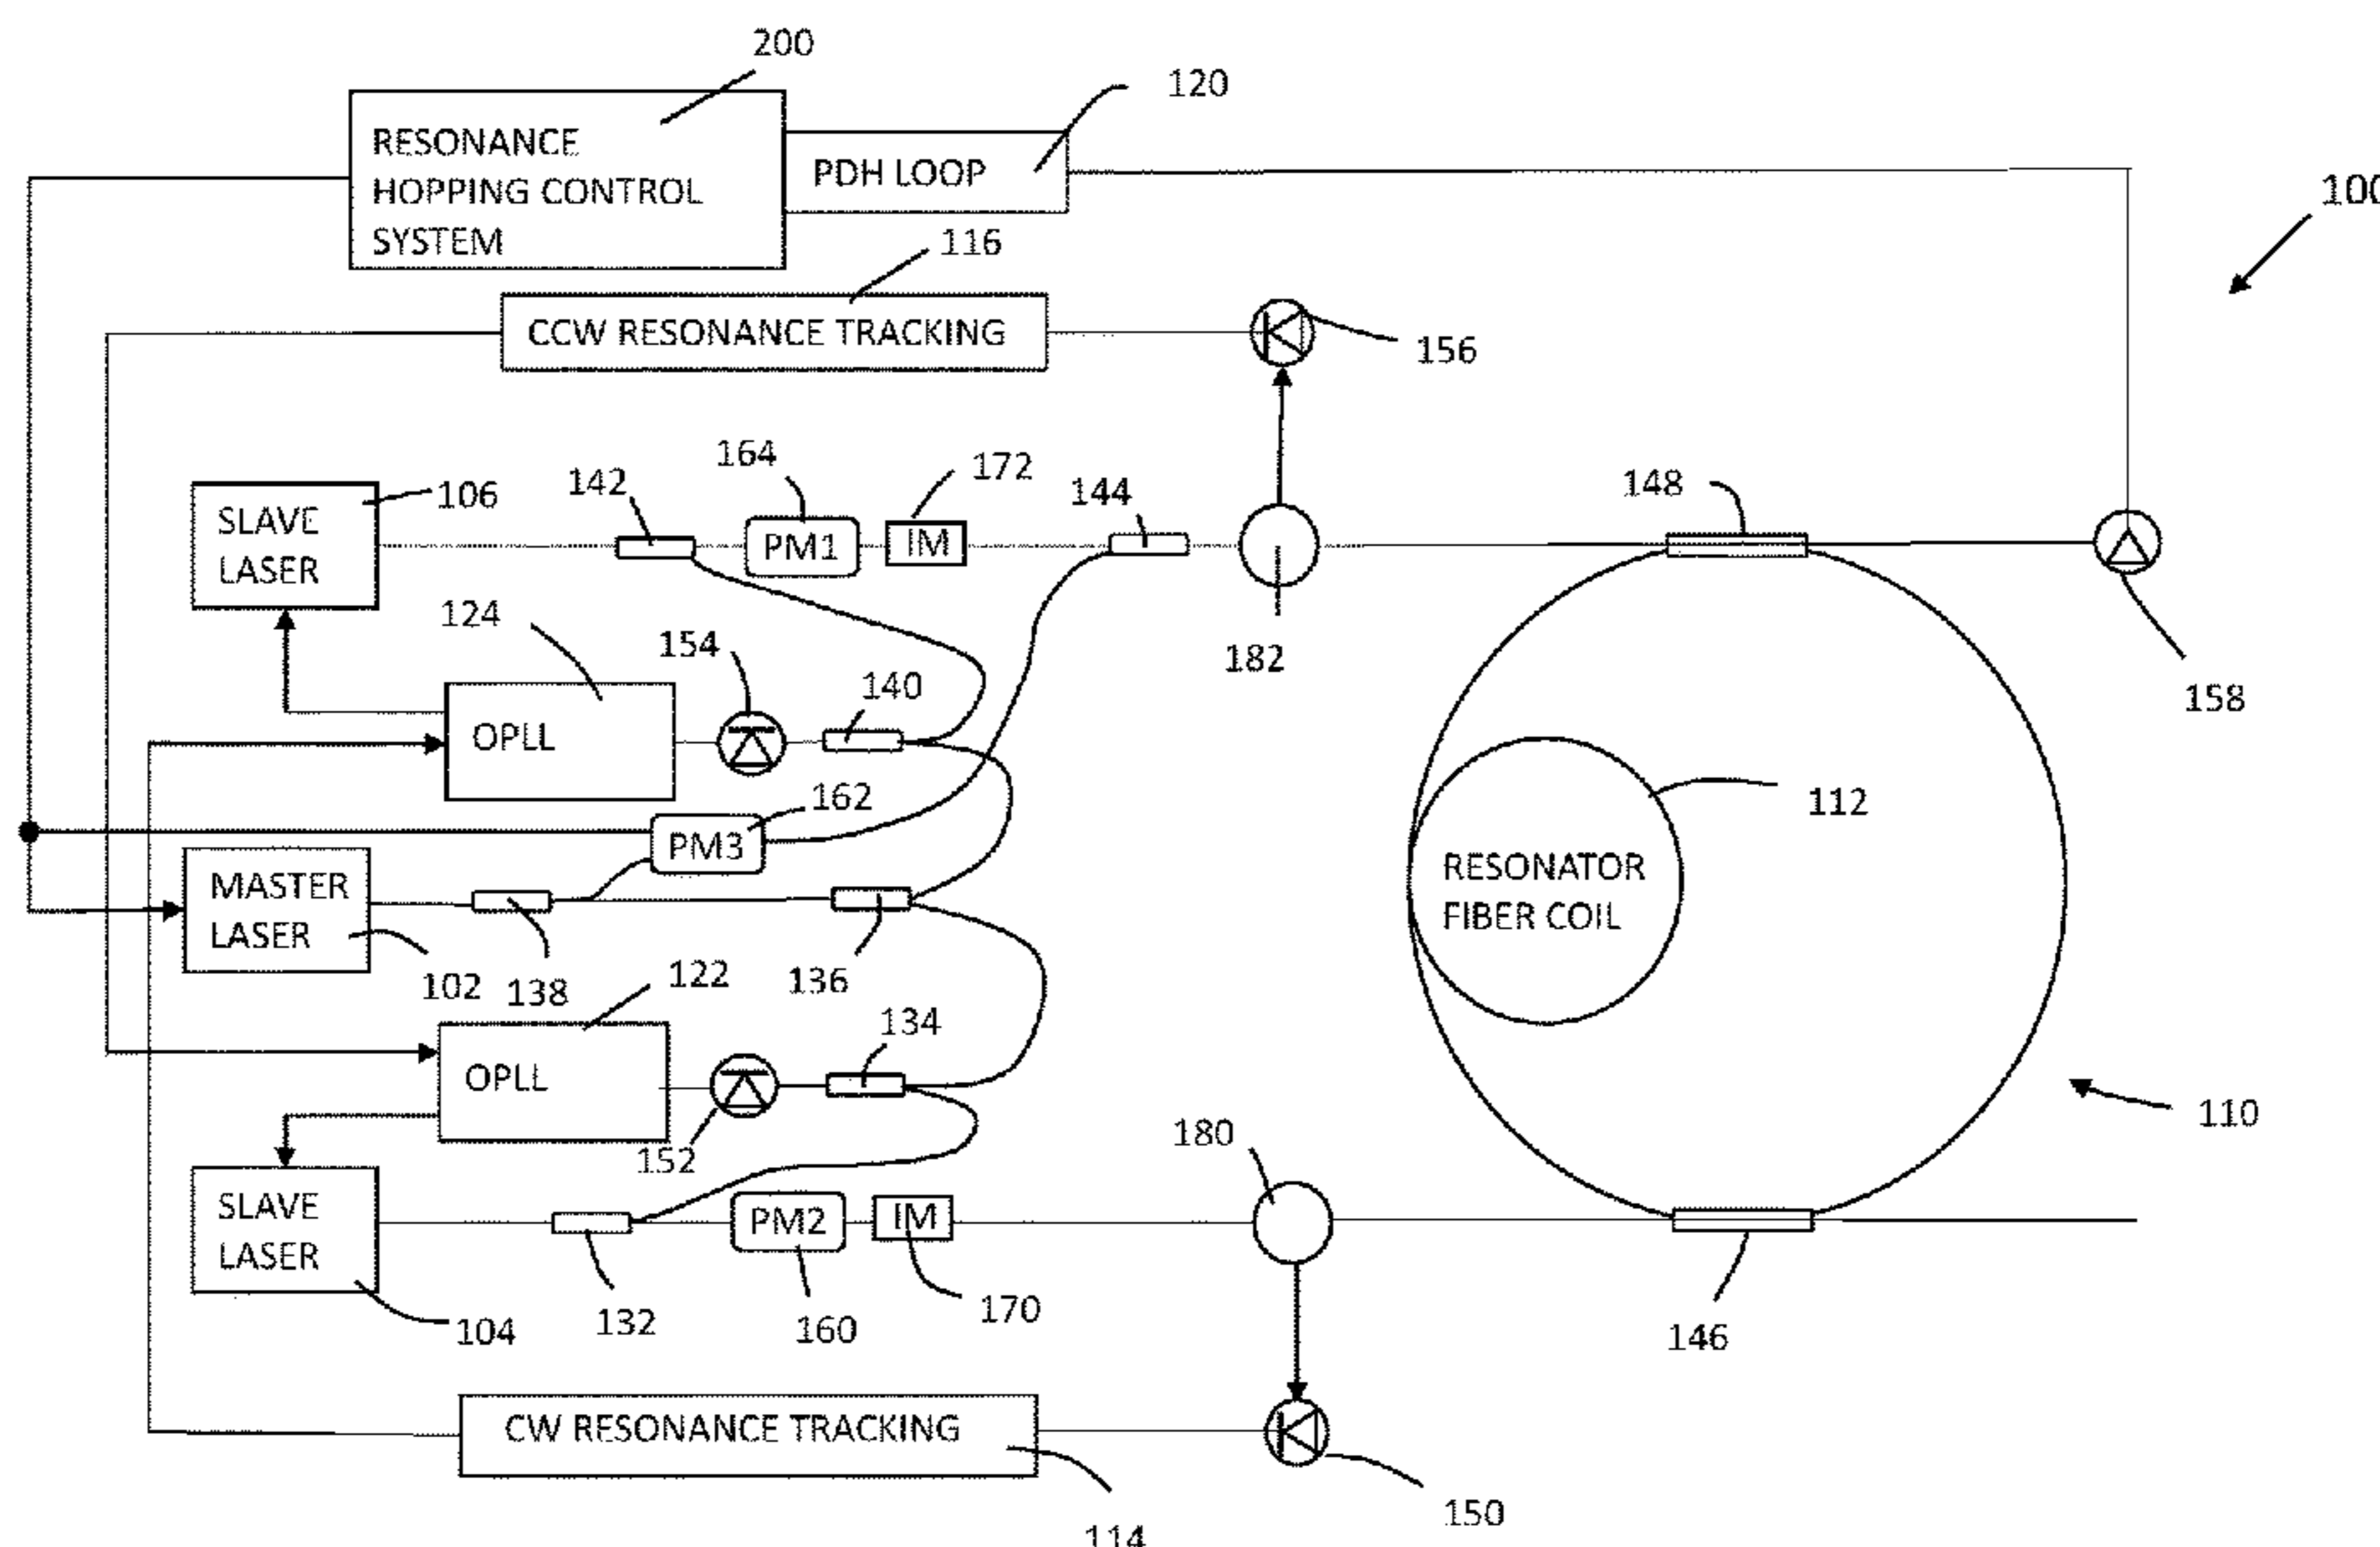 200
120
RESONANCE
HOPPING CONTROL
SYSTEM
PDH LOOP
100
116
CCW RESONANCE TRACKING
156
164
172
142
144
148
106
SLAVE
LASER
PM1
IM
124
154
182
140
158
OPLL
162
112
PM3
MASTER
LASER
RESONATOR
FIBER COIL
102
138
122
136
134
OPLL
110
152
180
SLAVE
LASER
PM2
IM
104
132
160
170
146
CW RESONANCE TRACKING
150
114